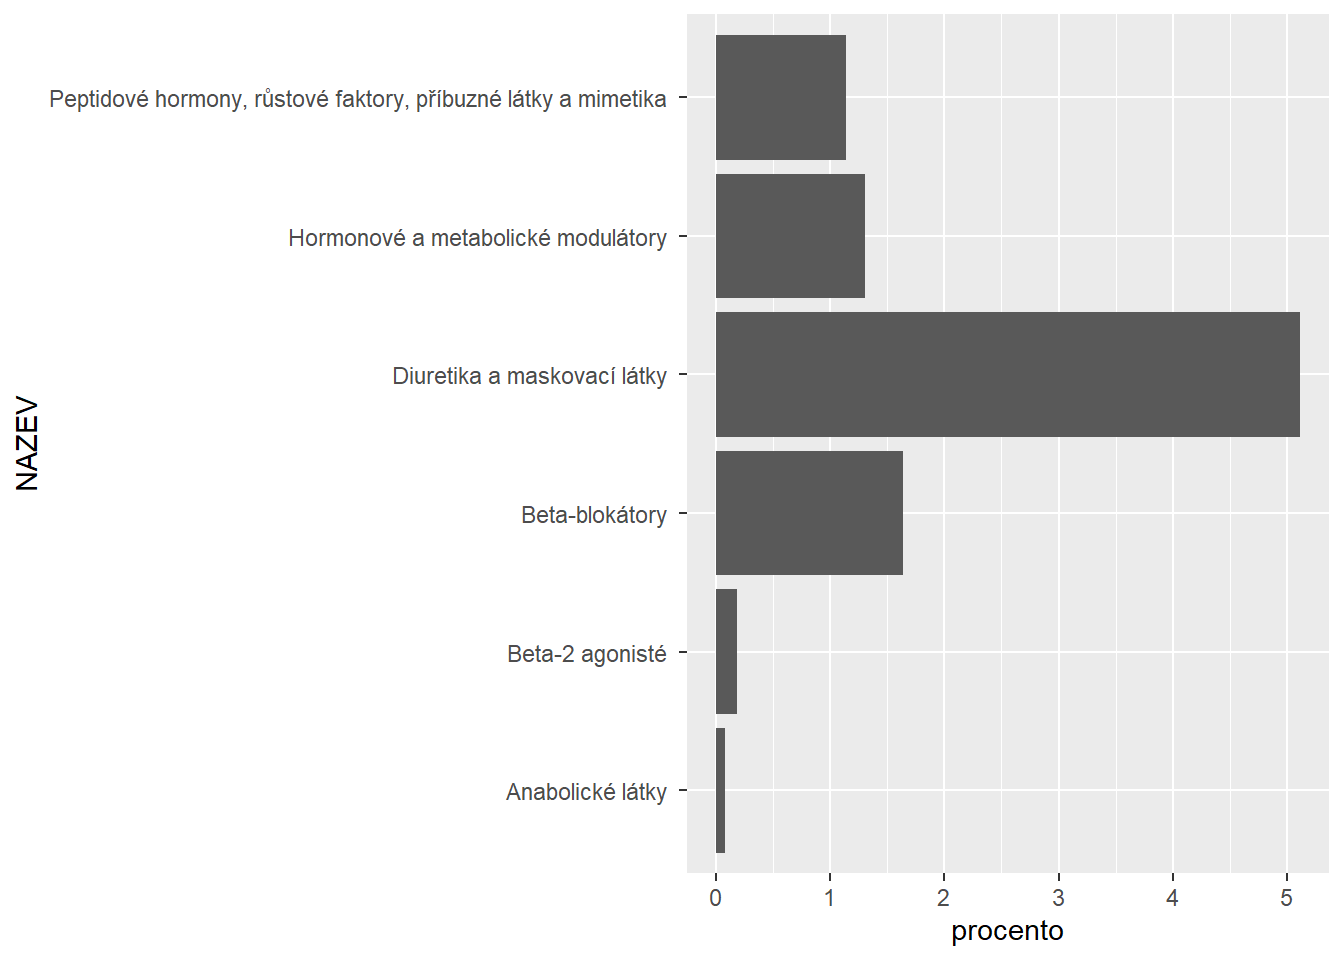 Peptidové hormony, růstové faktory, příbuzné látky a mimetika
Hormonové a metabolické modulátory
Diuretika a maskovací látky
Beta-blokátory
Beta-2 agonisté
Anabolické látky
NAZEV
0 1 2 3 4 5
procento